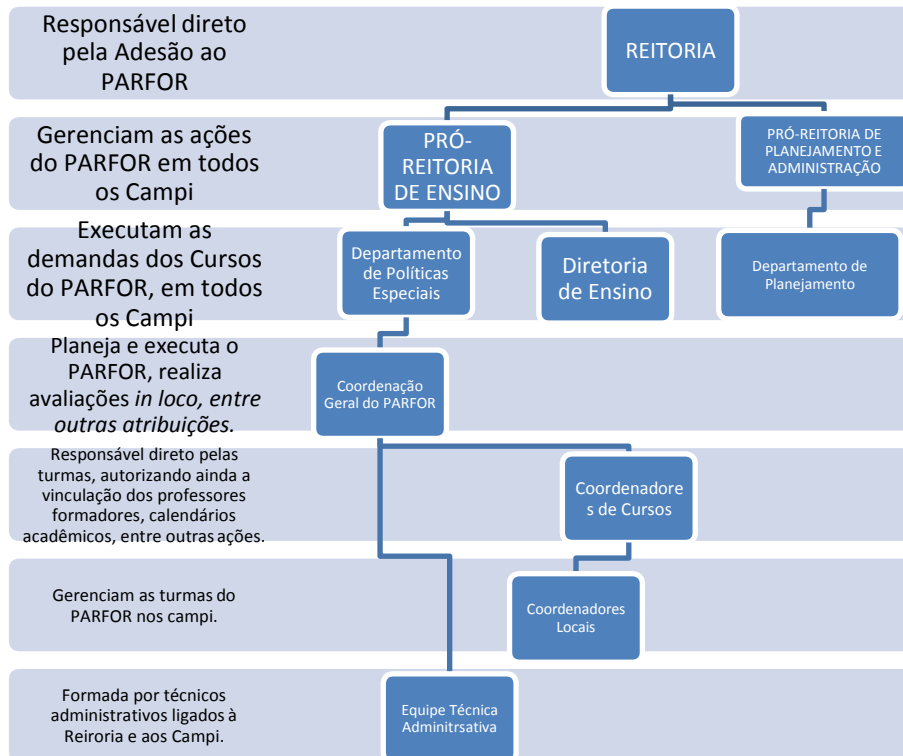 Responsável direto
pela Adesão ao
PARFOR
REITORIA
Gerenciam as ações
do PARFOR em todos
os Campi
PRÓ-
REITORIA
DE ENSINO
PRÓ-REITORIA DE
PLANEJAMENTO E
ADMINISTRAÇÃO
Executam as
demandas dos Cursos
do PARFOR, em todos
os Campi
Departamento
de Políticas
Especiais
Diretoria
de Ensino
Departamento de
Planejamento
Planeja e executa o
PARFOR, realiza
avaliações in loco, entre
outras atribuições.
Coordenação
Geral do PARFOR
Responsável direto pelas
turmas, autorizando ainda a
vinculação dos professores
formadores, calendários
acadêmicos, entre outras ações.
Coordenadore
s de Cursos
Gerenciam as turmas do
PARFOR nos campi.
Coordenadores
Locais
Formada por técnicos
administrativos ligados à
Reiroria e aos Campi.
Equipe Técnica
Adminitrsativa